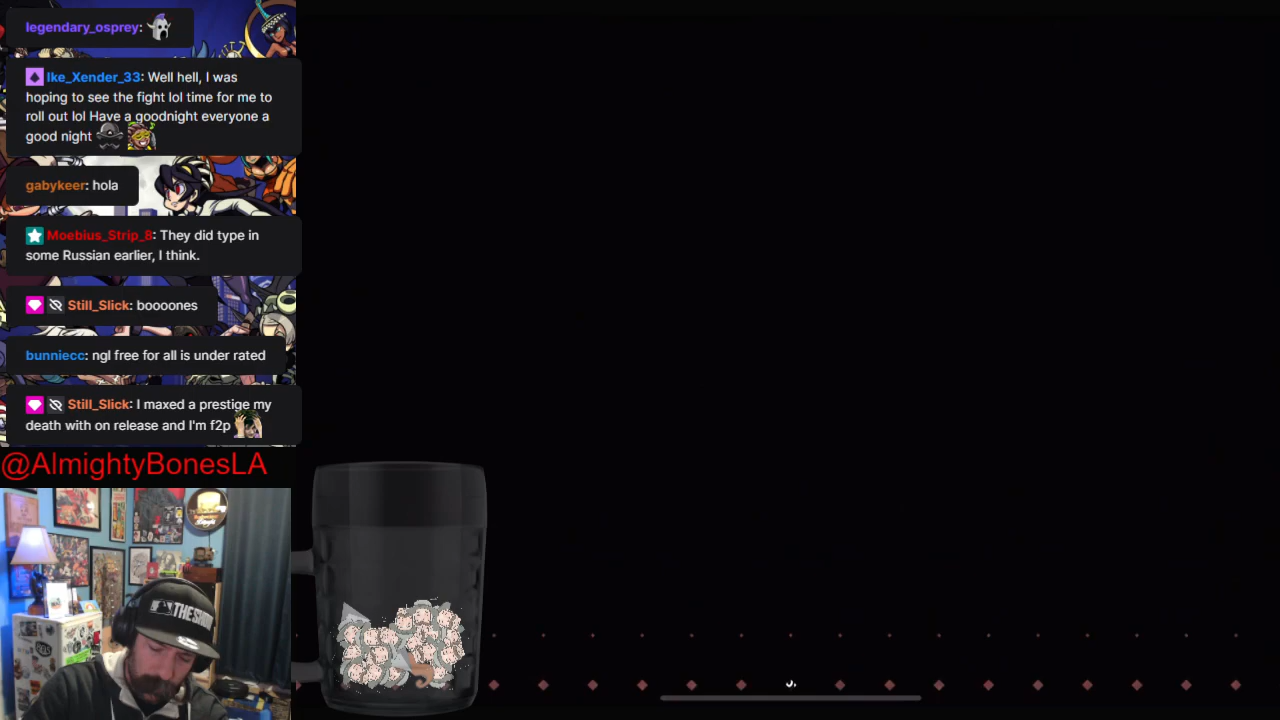 legendary_osprey:
Ike_Xender_33: Well hell, I was
hoping to see the fight lol time for me to
roll out lol Have a goodnight everyone a
good night
gabykeer: hola
Moebius_Strip_8: They did type in
some Russian earlier, I think.
Still_Slick: boooones
bunniecc: ngl free for all is under rated
Still_Slick: I maxed a prestige my
death with on release and I'm f2p
@AlmightyBonesLA
THE SHOW